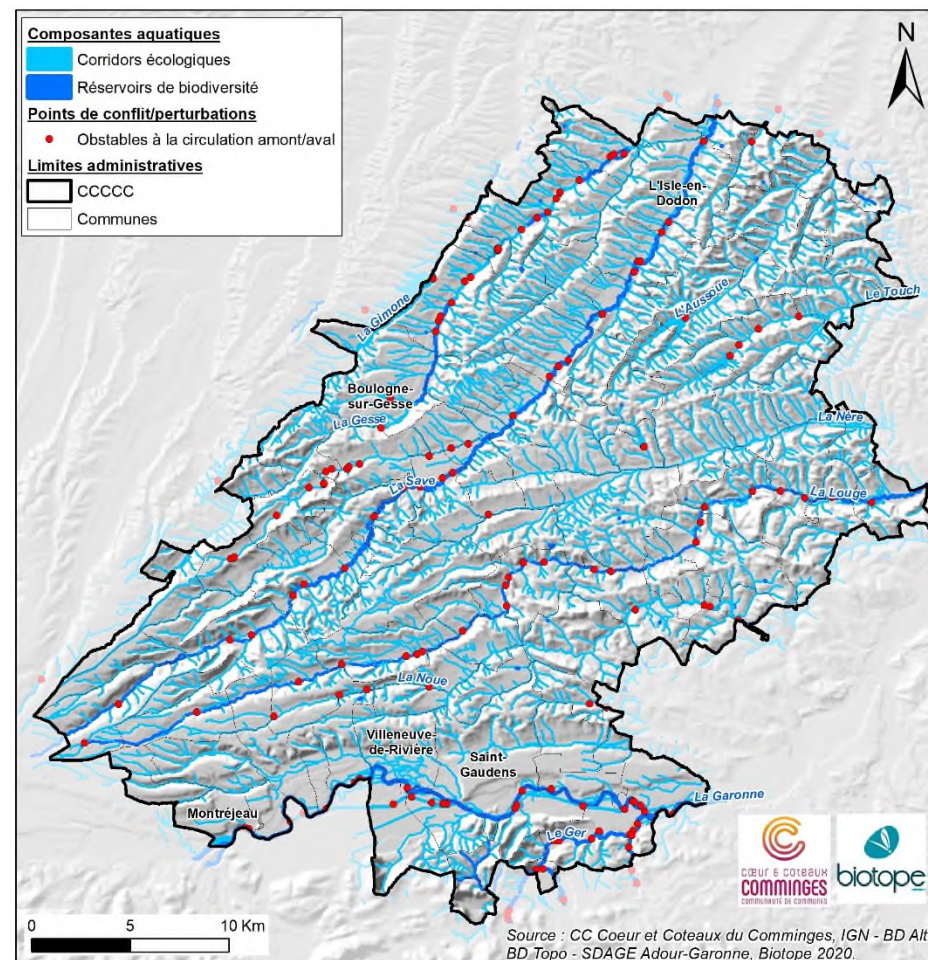 Composantes aquatiques
Corridors écologiques
Réservoirs de biodiversité
Points de conflit/perturbations
Obstables à la circulation amont/aval
Limites administratives
CCCCC
Communes
N
L'Isle-en-
Dodon
La Gimone
L'Aussoue
Le Touch
Boulogne-
sur-Gesse
La Gesse
La Nère
La Save
La Louge
La Noue
Villeneuve-
de-Rivière
Saint-
Gaudens
Montréjeau
La Garonne
Le Ger
0 5 10 Km
CŒUR & COTEAUX
COMMINGES
COMMUNAUTÉ DE COMMUNES
biotope
Source : CC Coeur et Coteaux du Comminges, IGN - BD Alt
BD Topo - SDAGE Adour-Garonne, Biotope 2020.